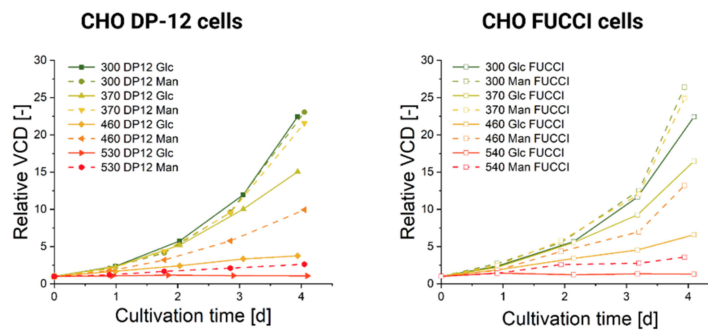 CHO DP-12 cells
Relative VCD [-]
30
25
20
15
10
5
0
300 DP12 Glc
300 DP12 Man
370 DP12 Glc
370 DP12 Man
460 DP12 Glc
460 DP12 Man
530 DP12 Glc
530 DP12 Man
0 1 2 3 4
Cultivation time [d]
CHO FUCCI cells
Relative VCD [-]
30
25
20
15
10
5
0
300 Glc FUCCI
300 Man FUCCI
370 Glc FUCCI
370 Man FUCCI
460 Glc FUCCI
460 Man FUCCI
540 Glc FUCCI
540 Man FUCCI
0 1 2 3 4
Cultivation time [d]